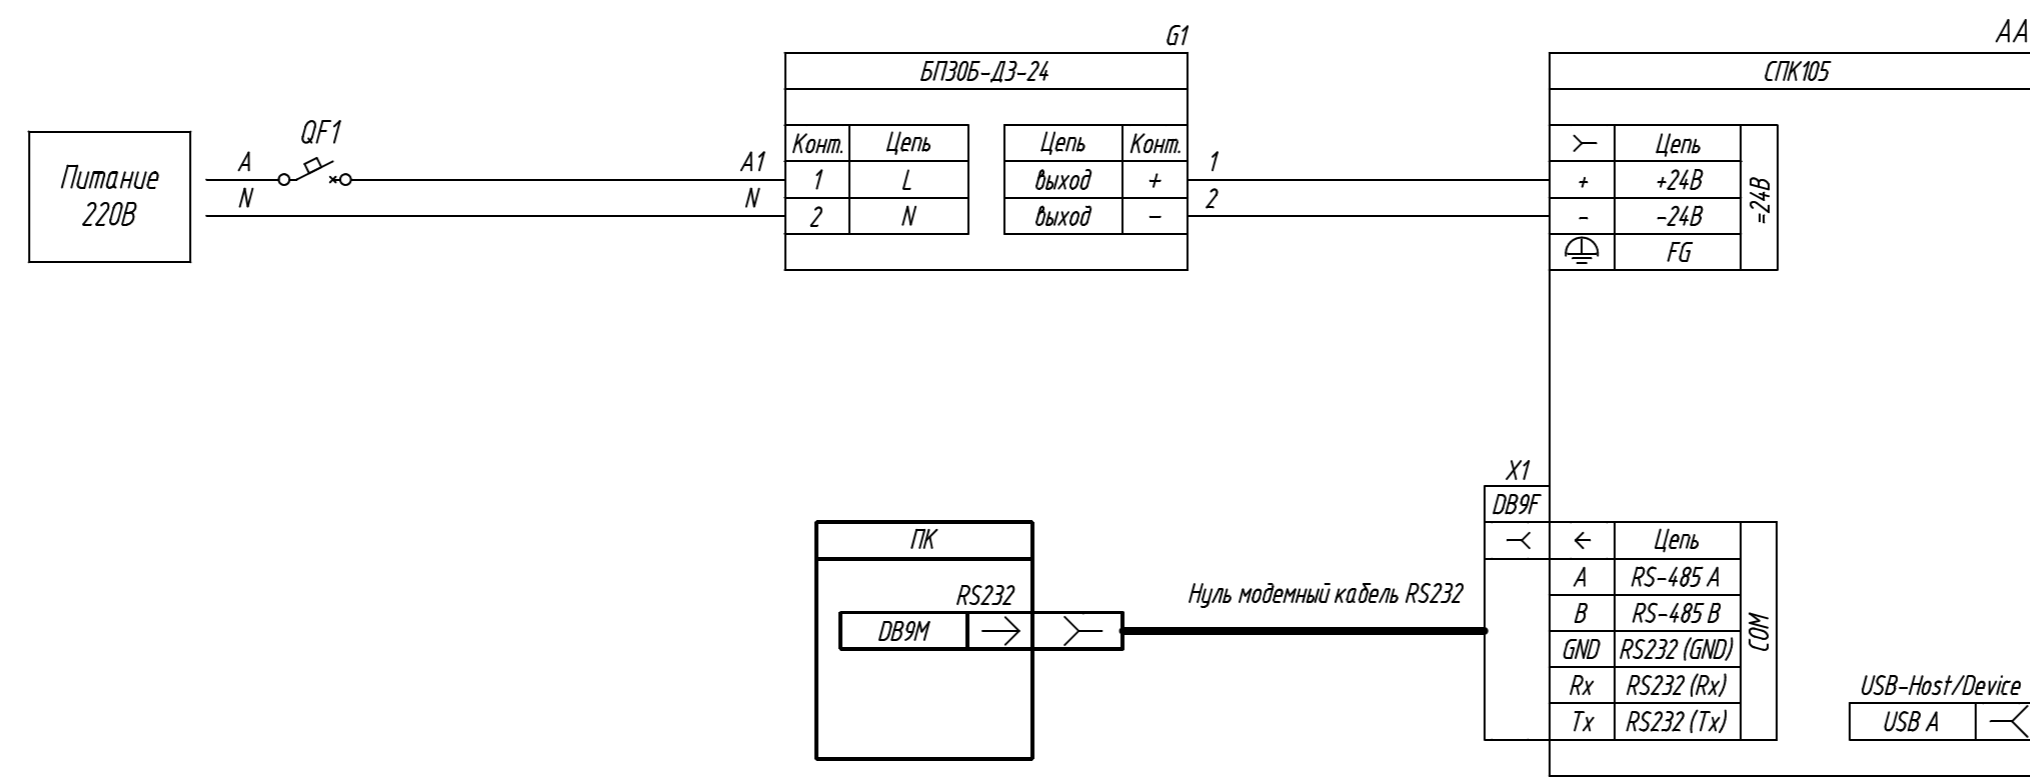 G1
АА
БП30Б-Д3-24
СПК105
Питание
220В
QF1
A
N
A1
N
Конт. Цепь
1 L
2 N
Цепь Конт.
выход +
выход –
1
2
Цепь
+ +24В
- -24В
FG
=24В
X1
DB9F
Цепь
A RS-485 A
B RS-485 B
GND RS232 (GND)
Rx RS232 (Rx)
Tx RS232 (Tx)
COM
ПК
RS232
DB9M
Нуль модемный кабель RS232
USB-Host/Device
USB A